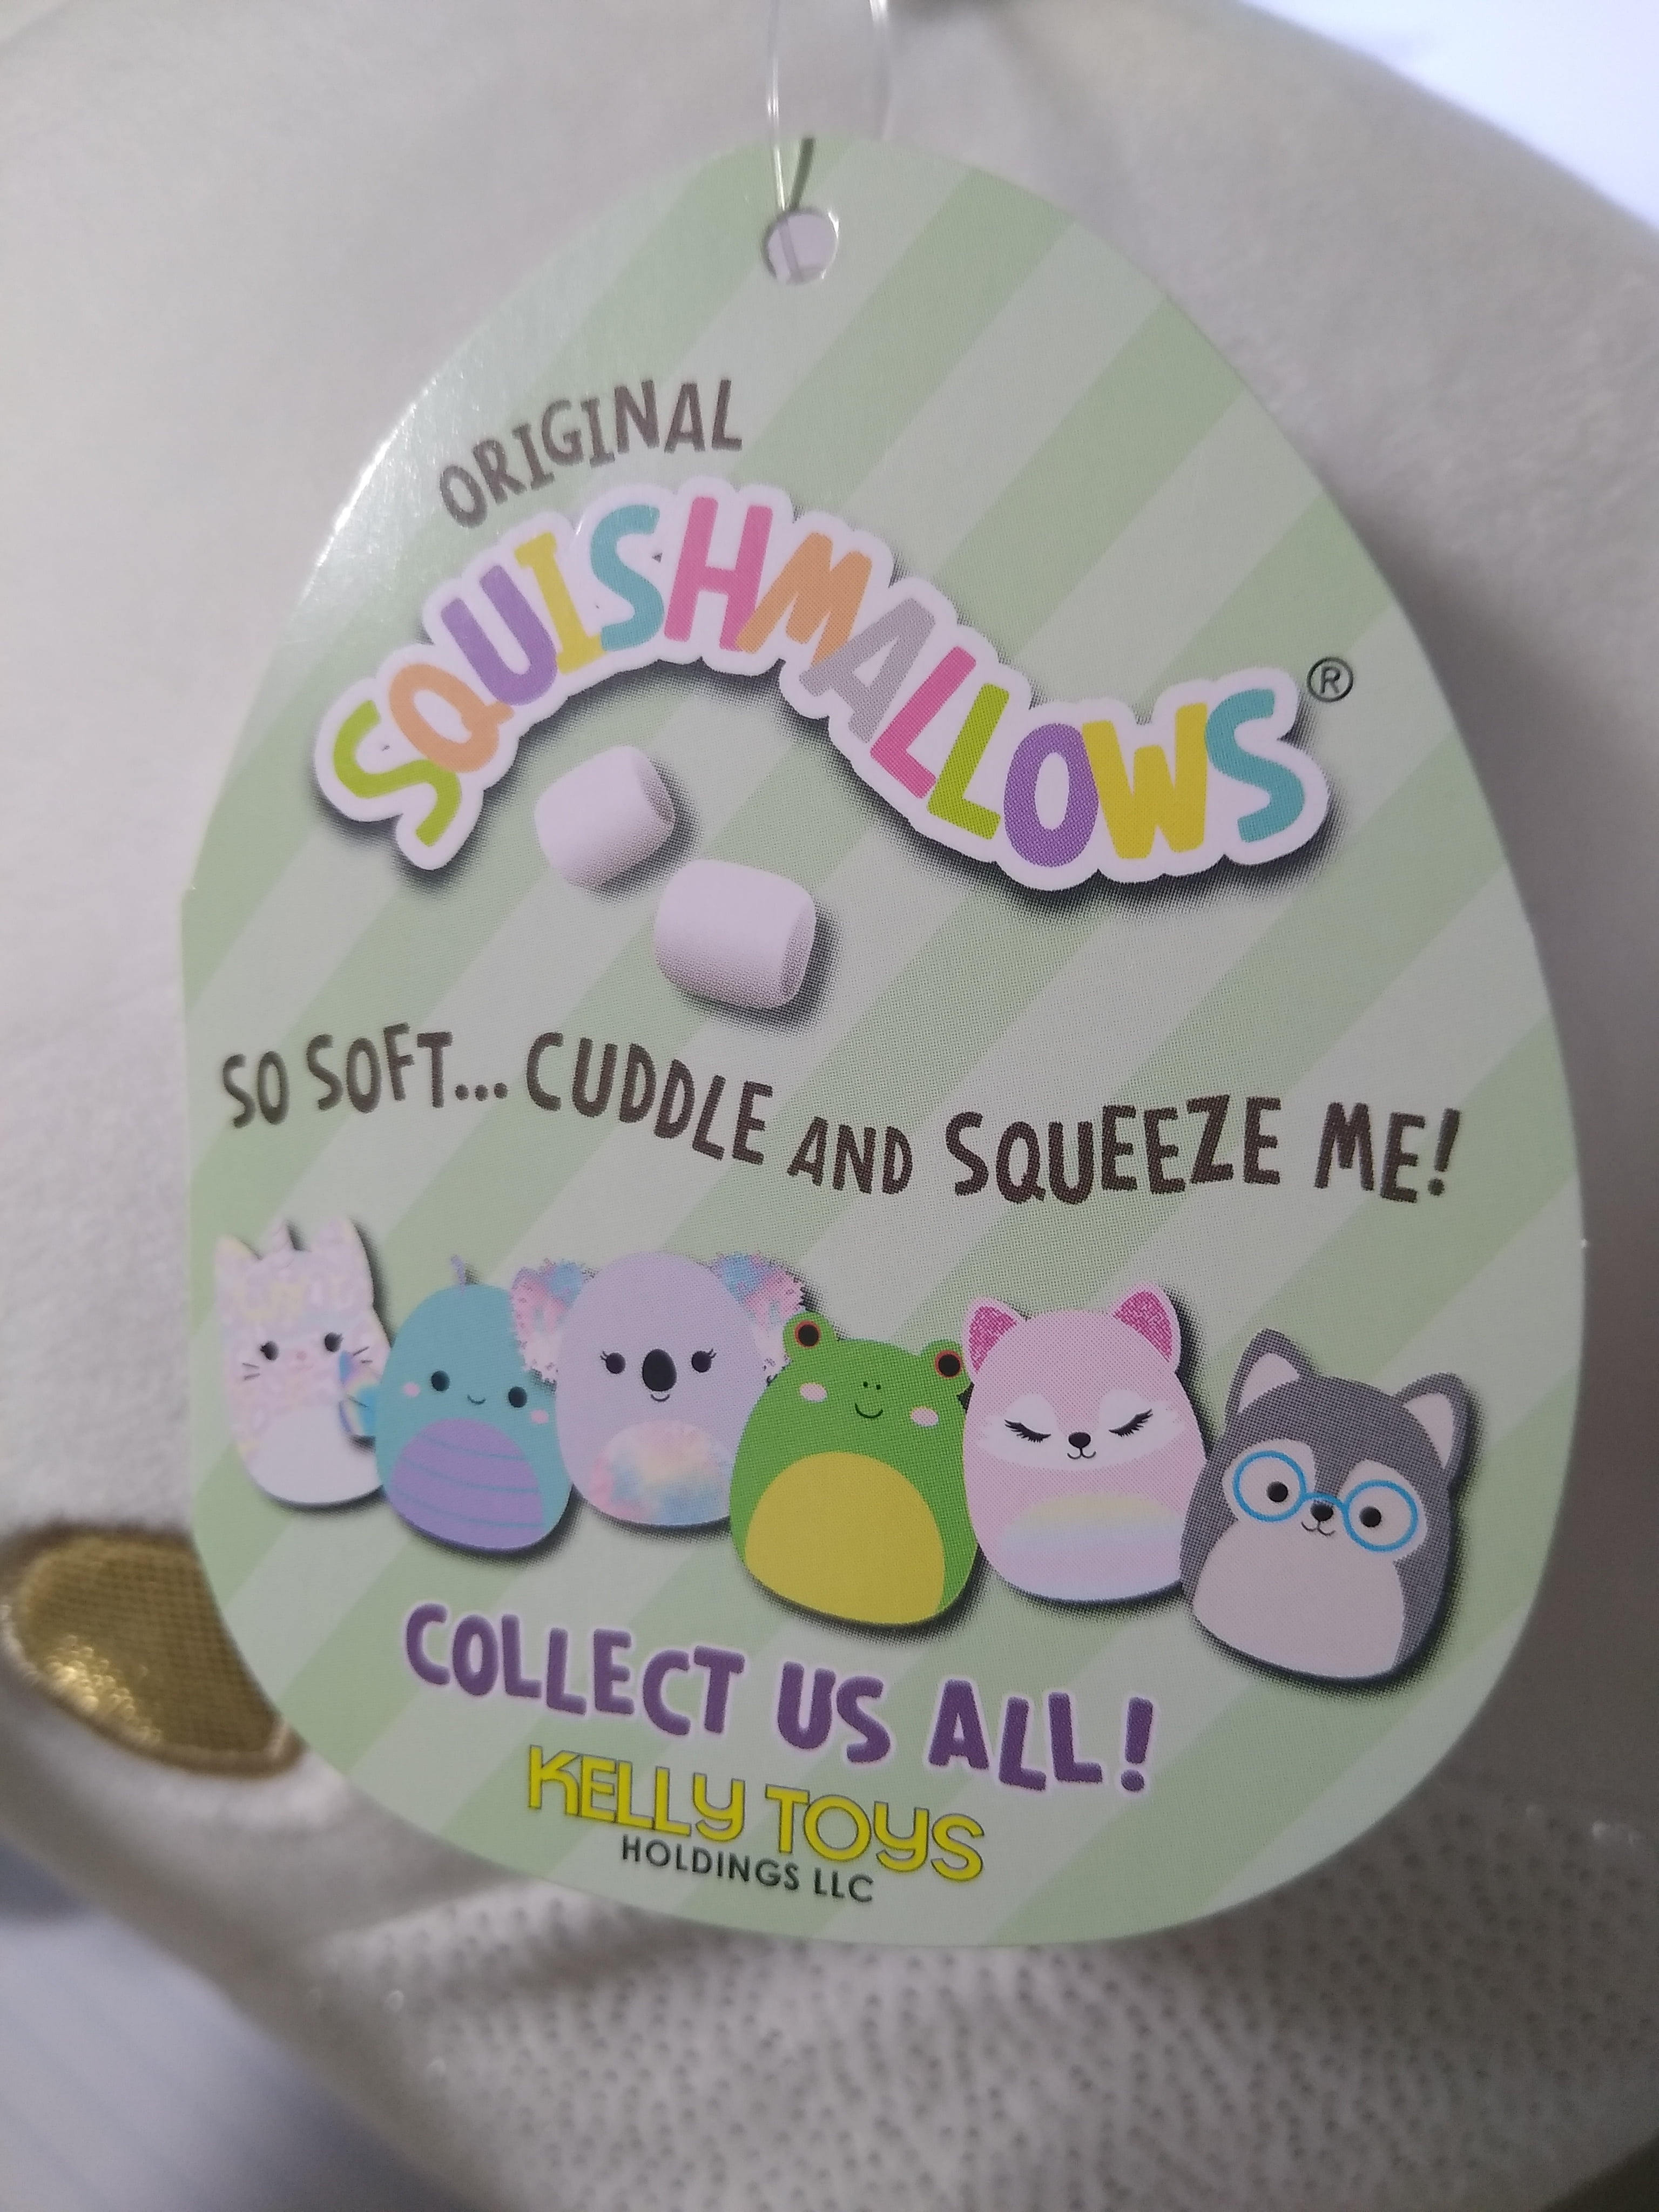 ORIGINAL
SQUISHMALLOWS®
SO SOFT... CUDDLE AND SQUEEZE ME!
COLLECT US ALL!
KELLY TOYS
HOLDINGS LLC